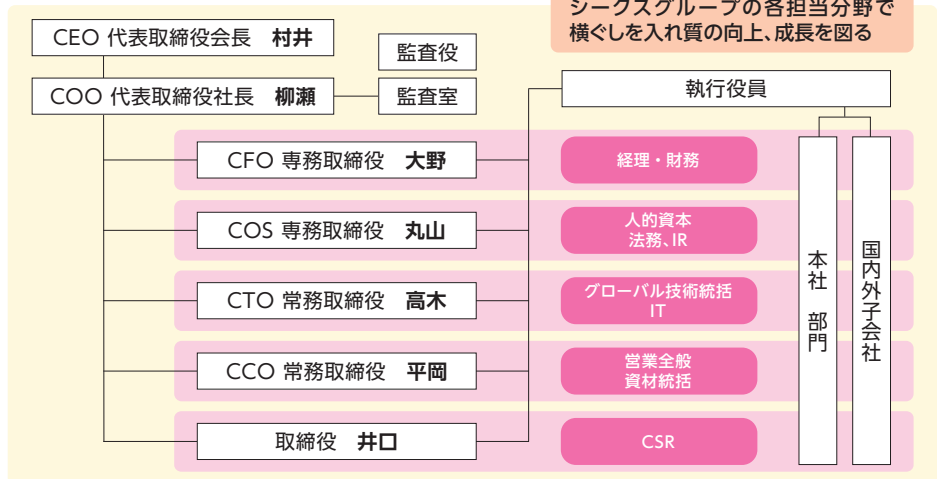 シークスグループの各担当分野で
横ぐしを入れ質の向上、成長を図る
CEO 代表取締役会長 村井
監査役
COO 代表取締役社長 柳瀬
監査室
執行役員
CFO 専務取締役 大野
経理・財務
COS 専務取締役 丸山
人的資本
法務、IR
CTO 常務取締役 高木
グローバル技術統括
IT
CCO 常務取締役 平岡
営業全般
資材統括
取締役 井口
CSR
本社 部門
国内外子会社